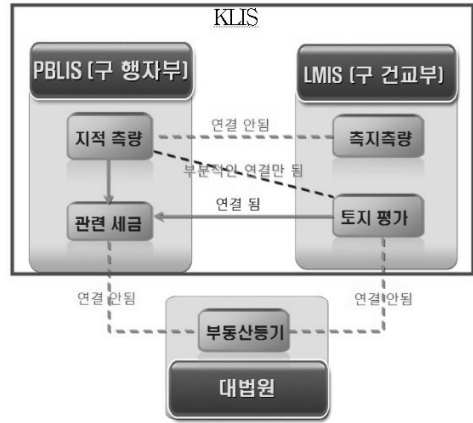 KLIS
PBLIS (구 행자부)
LMIS (구 건교부)
지적 측량
연결 안됨
측지측량
부분적인 연결만 됨
관련 세금
연결 됨
토지 평가
연결 안됨
연결 안됨
부동산등기
대법원